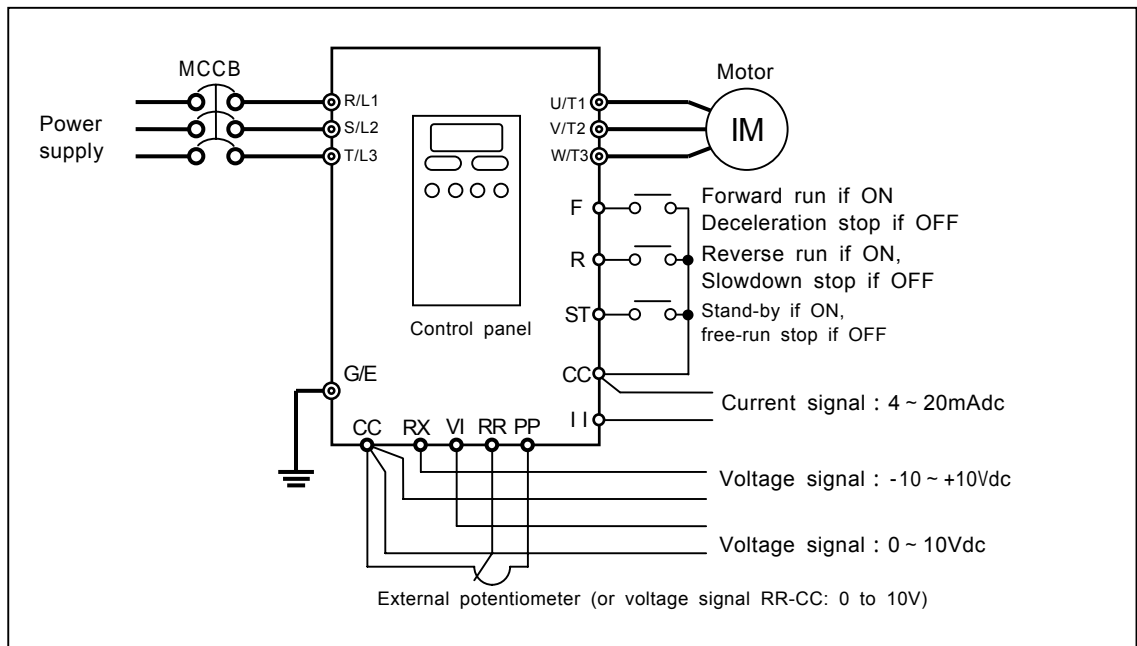 MCCB
Power
supply
R/L1
S/L2
T/L3
U/T1
V/T2
W/T3
Motor
IM
F
Forward run if ON
Deceleration stop if OFF
R
Reverse run if ON,
Slowdown stop if OFF
ST
Stand-by if ON,
free-run stop if OFF
Control panel
G/E
CC
II
Current signal : 4 ~ 20mAdc
CC RX VI RR PP
Voltage signal : -10 ~ +10Vdc
Voltage signal : 0 ~ 10Vdc
External potentiometer (or voltage signal RR-CC: 0 to 10V)